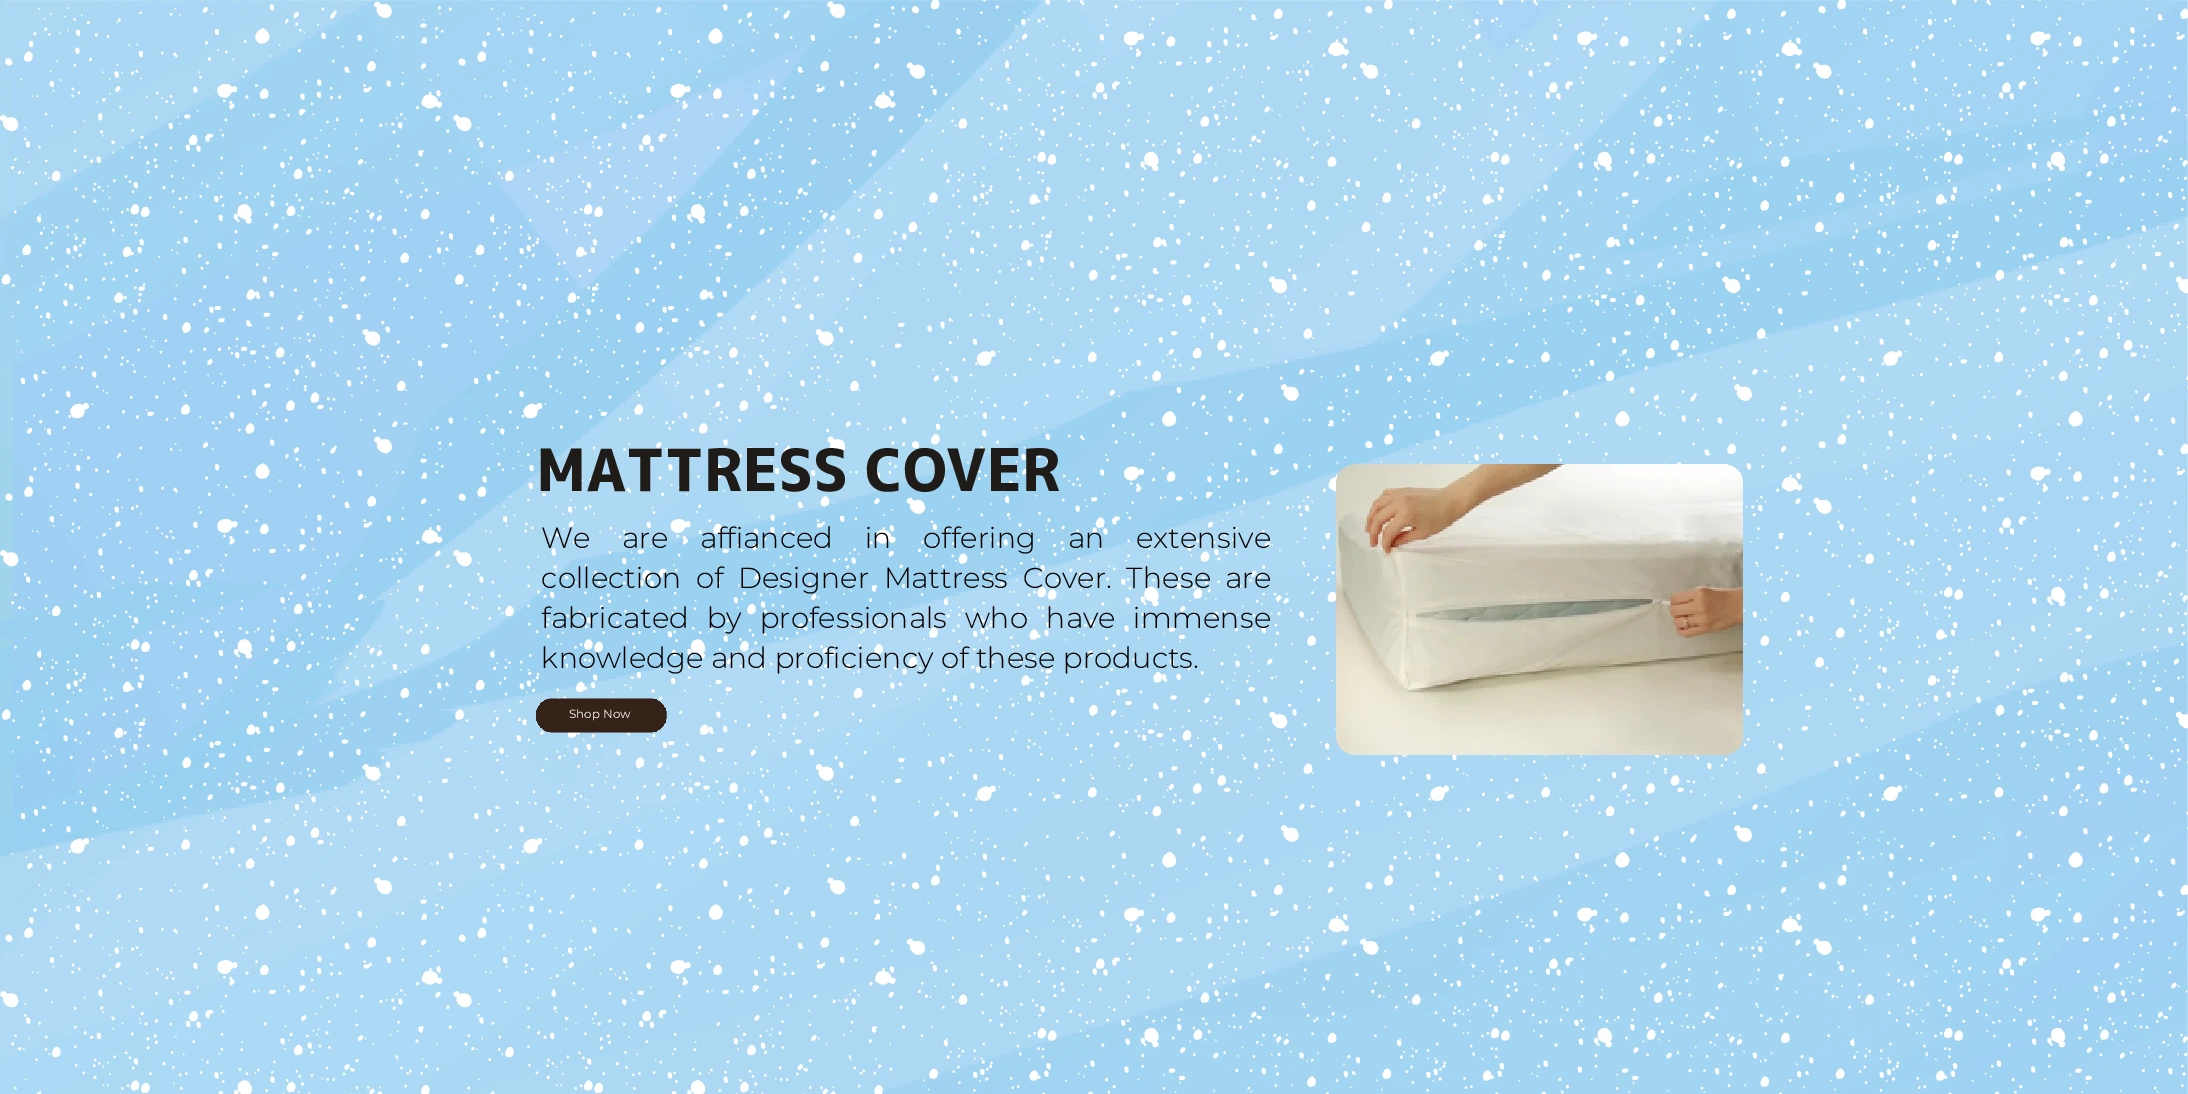 MATTRESS COVER
We are affianced in offering an extensive
collection of Designer Mattress Cover. These are
fabricated by professionals who have immense
knowledge and proficiency of these products.
Shop Now